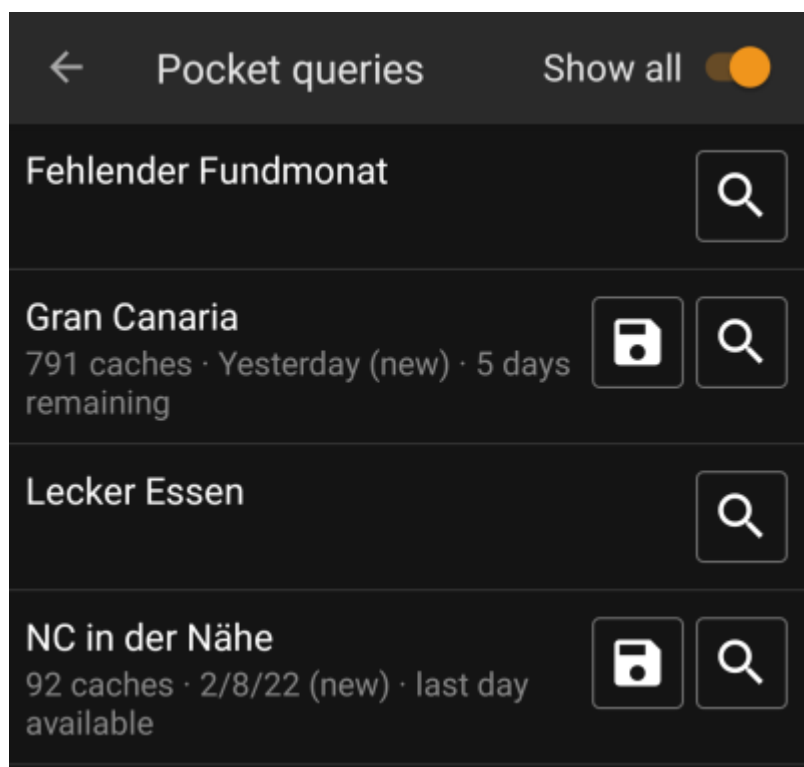 Pocket queries Show all
Fehlender Fundmonat
Gran Canaria
791 caches · Yesterday (new) · 5 days
remaining
Lecker Essen
NC in der Nähe
92 caches · 2/8/22 (new) · last day
available